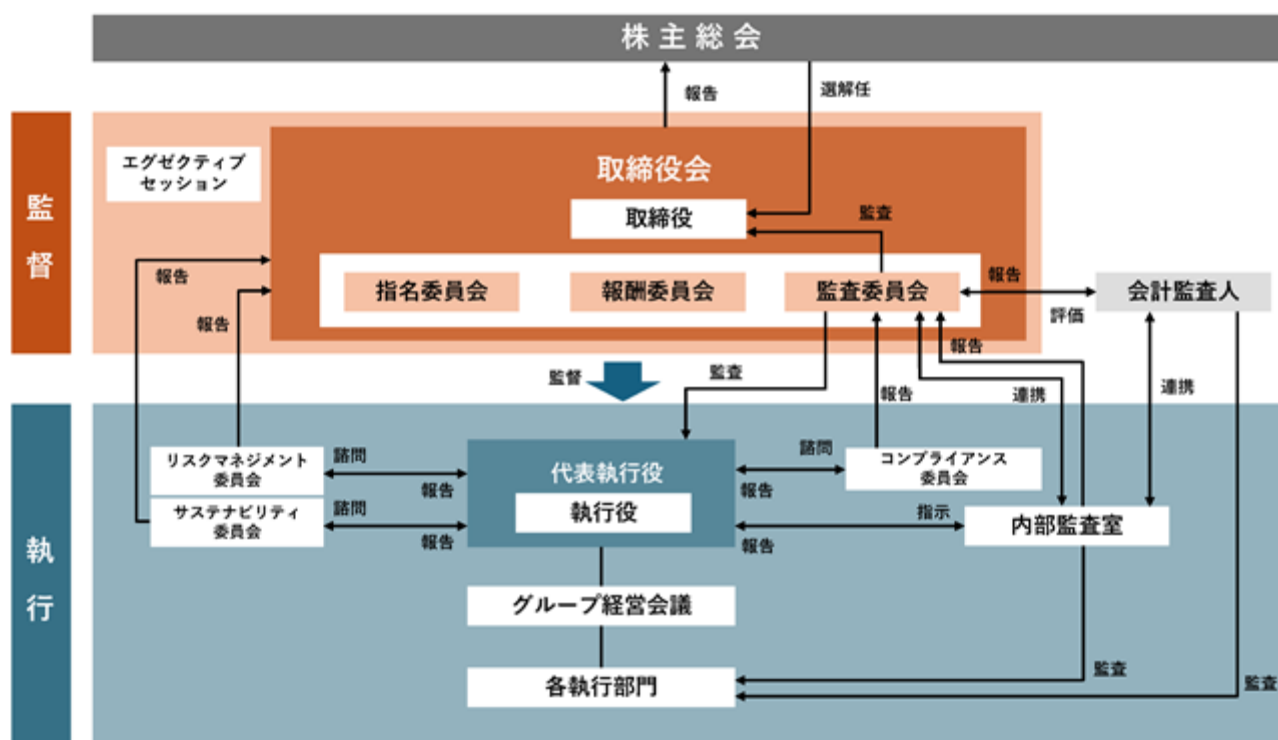 株主総会
報告
選解任
監督
エグゼクティブ
セッション
取締役会
取締役
監査
報告
報告
指名委員会
報酬委員会
監査委員会
報告
評価
会計監査人
監督
監査
報告
報告
連携
連携
執行
リスクマネジメント
委員会
諮問
報告
サステナビリティ
委員会
諮問
報告
代表執行役
執行役
諮問
報告
コンプライアンス
委員会
指示
報告
内部監査室
グループ経営会議
各執行部門
監査
監査